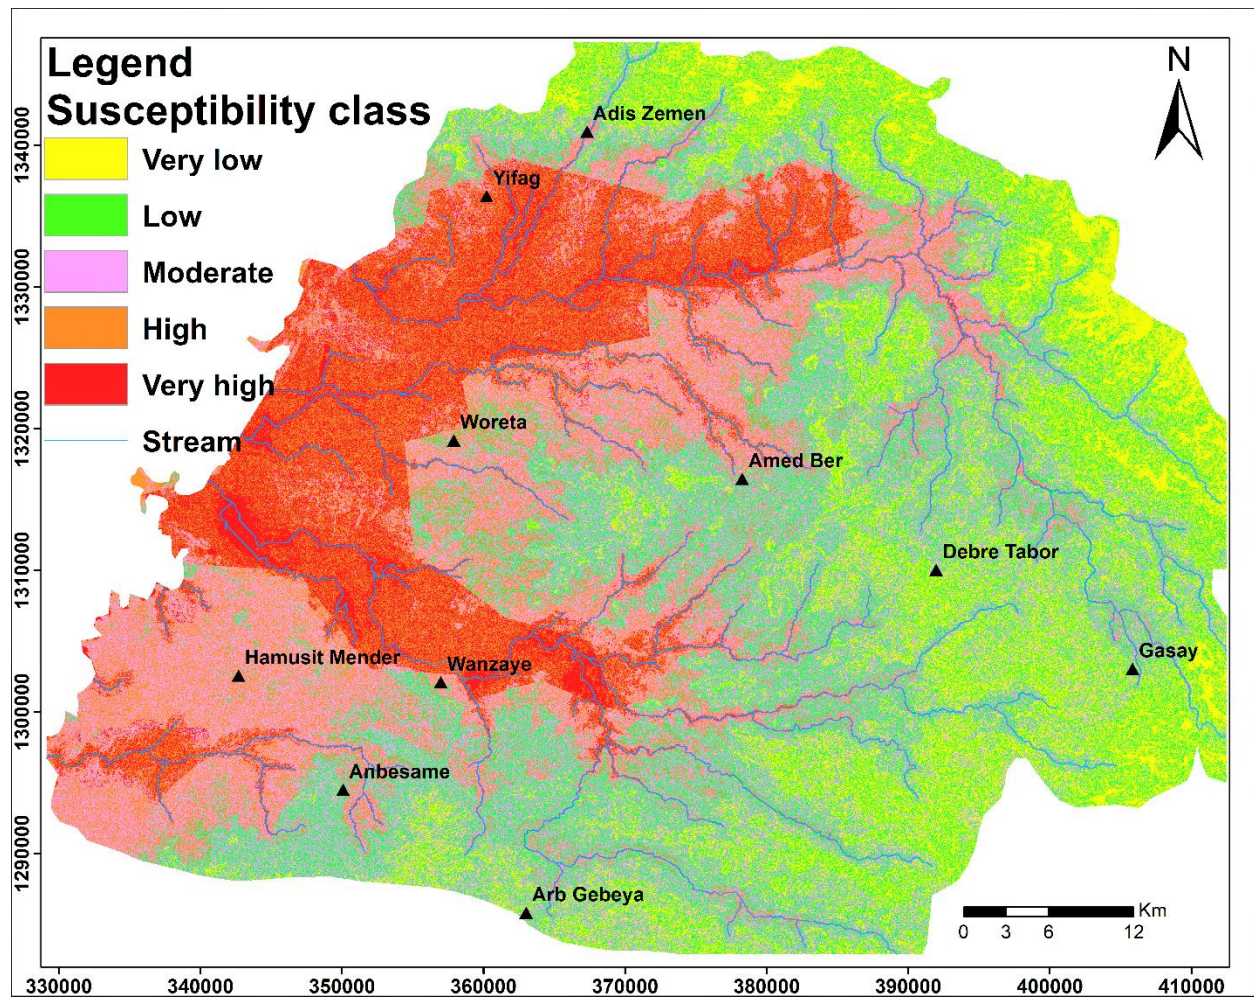 Legend
Susceptibility class
Very low
Low
Moderate
High
Very high
Stream
N
Adis Zemen
Yifag
Woreta
Amed Ber
Debre Tabor
Gasay
Hamusit Mender
Wanzaye
Anbesame
Arb Gebeya
Km
0 3 6 12
1340000
1330000
1320000
1310000
1300000
1290000
330000 340000 350000 360000 370000 380000 390000 400000 410000